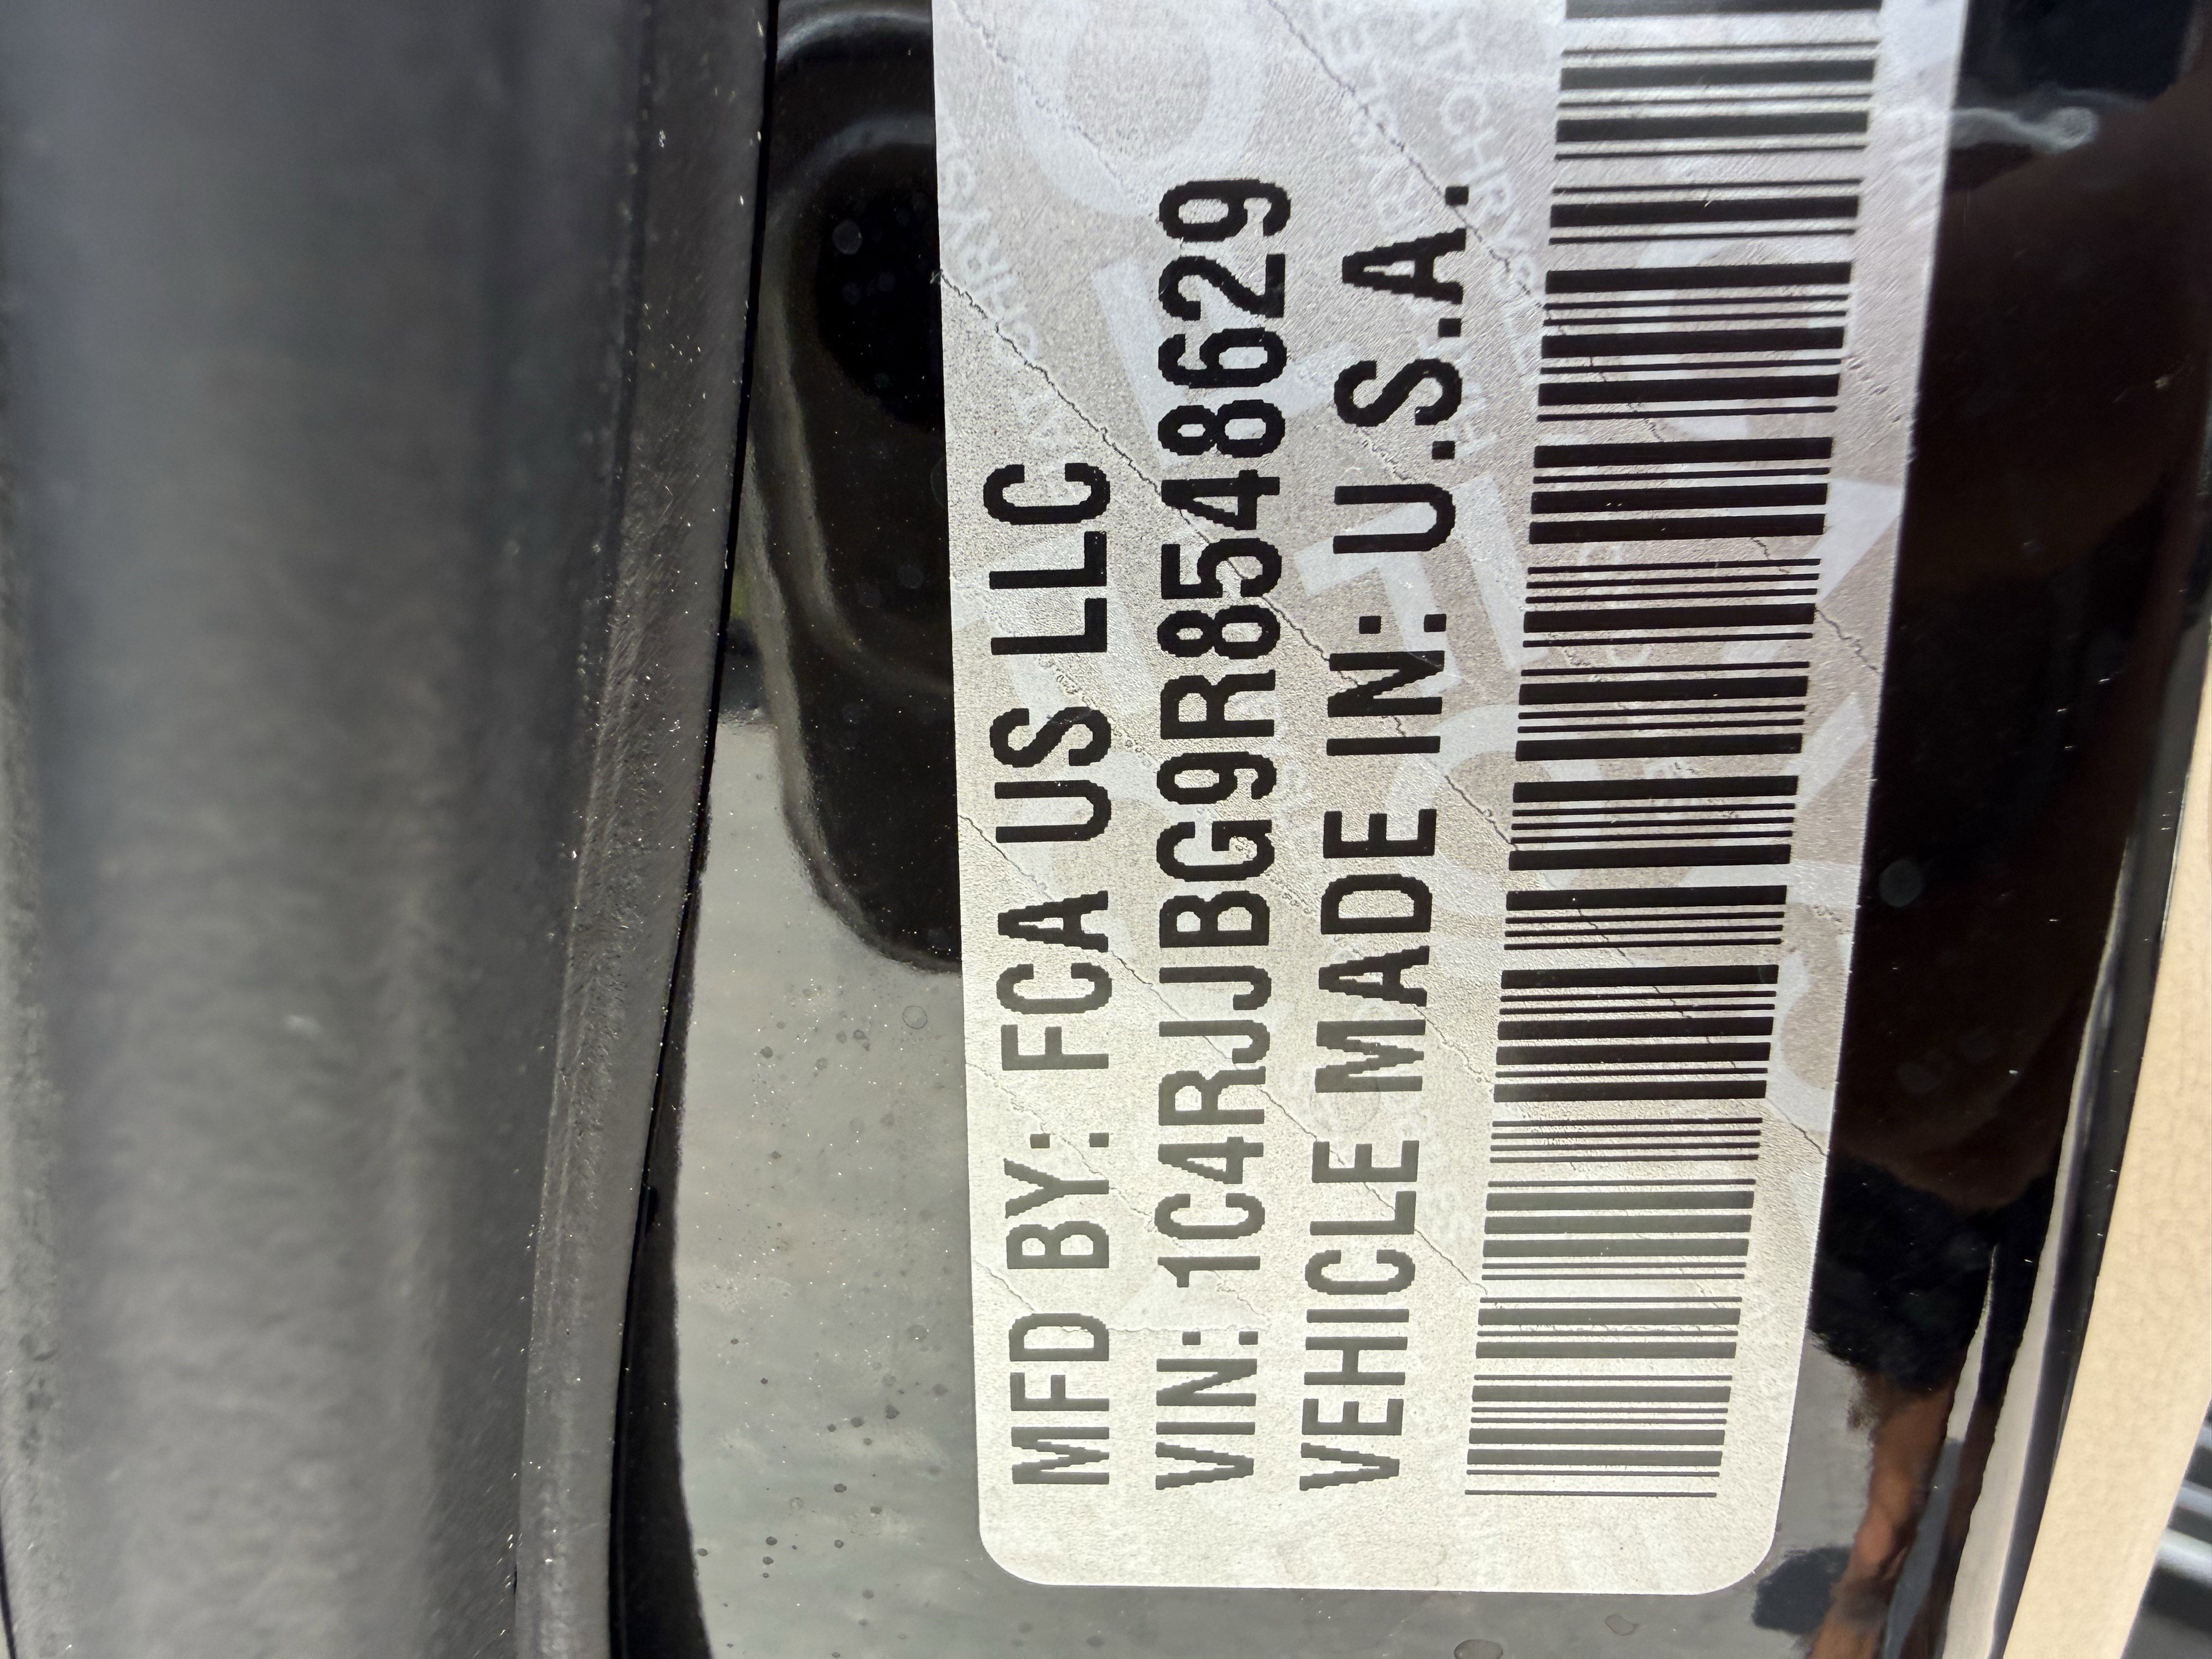 MFD BY: FCA US LLC
VIN: 1C4RJJBG9R8548629
VEHICLE MADE IN: U.S.A.